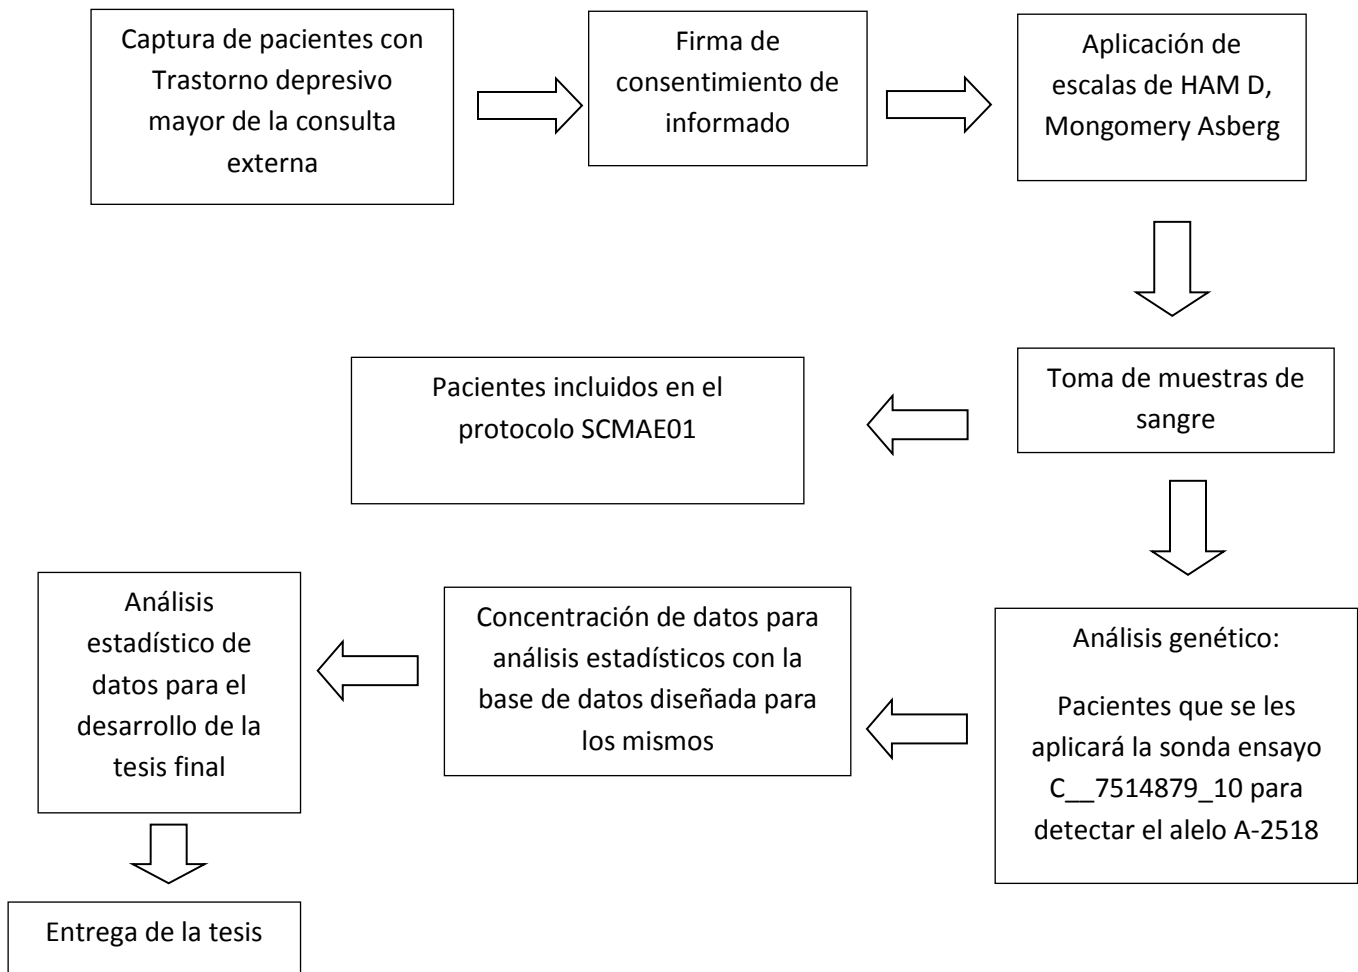 Captura de pacientes con
Trastorno depresivo
mayor de la consulta
externa
Firma de
consentimiento de
informado
Aplicación de
escalas de HAM D,
Mongomery Asberg
Toma de muestras de
sangre
Pacientes incluidos en el
protocolo SCMAE01
Análisis genético:
Pacientes que se les
aplicará la sonda ensayo
C__7514879_10 para
detectar el alelo A-2518
Concentración de datos para
análisis estadísticos con la
base de datos diseñada para
los mismos
Análisis
estadístico de
datos para el
desarrollo de la
tesis final
Entrega de la tesis